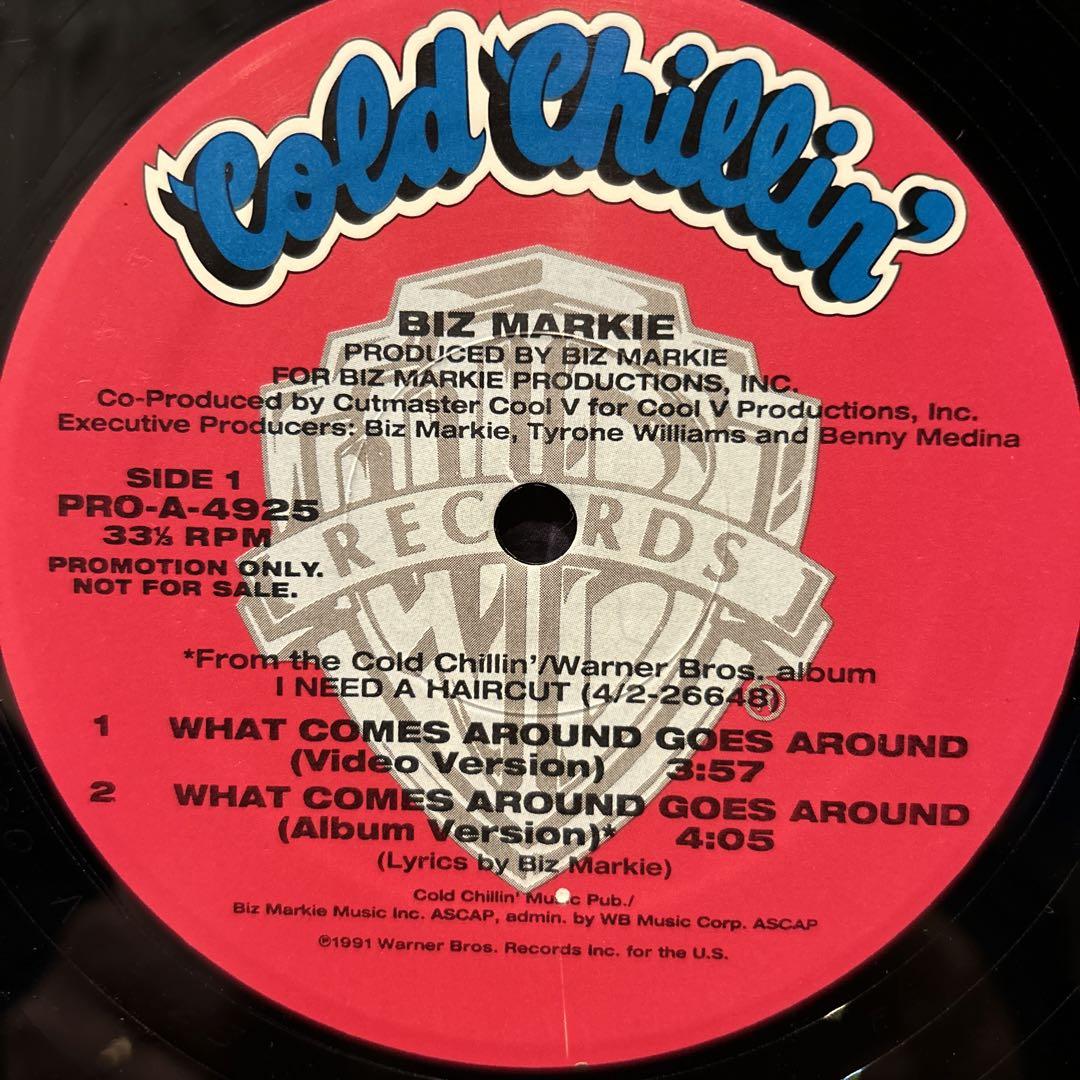 Cold Chillin'
BIZ MARKIE
PRODUCED BY BIZ MARKIE
FOR BIZ MARKIE PRODUCTIONS, INC.
Co-Produced by Cutmaster Cool V for Cool V Productions, Inc.
Executive Producers: Biz Markie, Tyrone Williams and Benny Medina
SIDE 1
PRO-A-4925
33⅓ RPM
PROMOTION ONLY.
NOT FOR SALE.
RECORDS
*From the Cold Chillin'/Warner Bros. album
I NEED A HAIRCUT (4/2-26648)
®
1 WHAT COMES AROUND GOES AROUND
(Video Version) 3:57
2 WHAT COMES AROUND GOES AROUND
(Album Version)* 4:05
(Lyrics by Biz Markie)
Cold Chillin' Music Pub./
Biz Markie Music Inc. ASCAP, admin. by WB Music Corp. ASCAP
℗1991 Warner Bros. Records Inc. for the U.S.